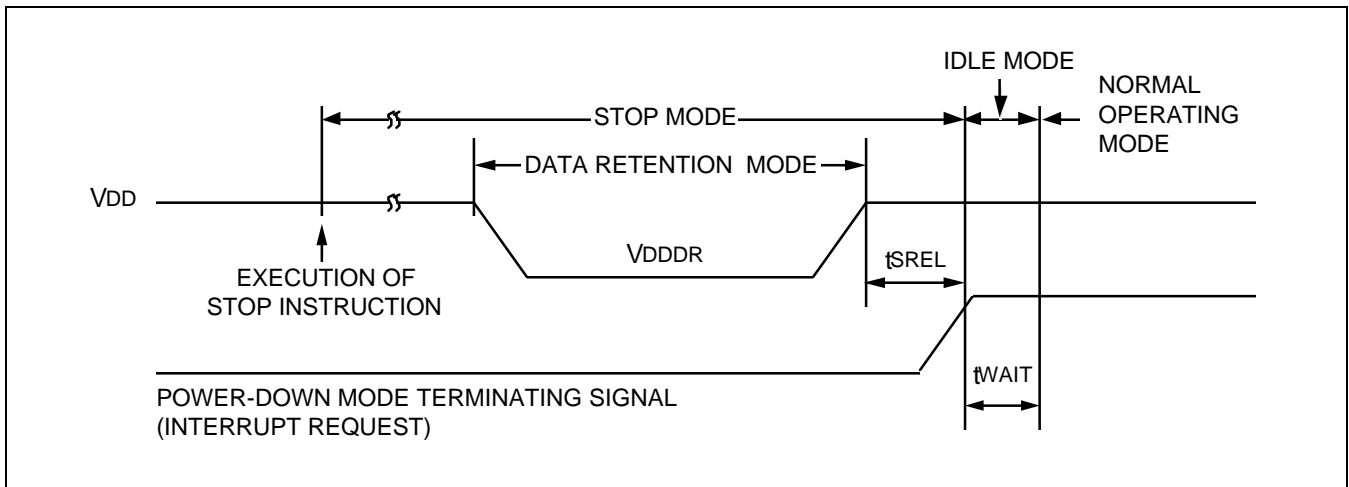 IDLE MODE
NORMAL
OPERATING
MODE
STOP MODE
DATA RETENTION MODE
VDD
VDDDR
tSREL
EXECUTION OF
STOP INSTRUCTION
tWAIT
POWER-DOWN MODE TERMINATING SIGNAL
(INTERRUPT REQUEST)